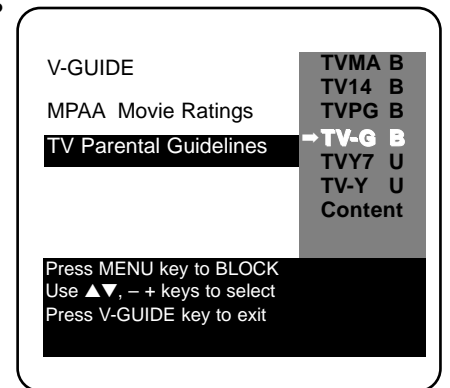 V-GUIDE
MPAA Movie Ratings
TV Parental Guidelines
TVMA B
TV14 B
TVPG B
➡TV-G B
TVY7 U
TV-Y U
Content
Press MENU key to BLOCK
Use ▲▼, – + keys to select
Press V-GUIDE key to exit